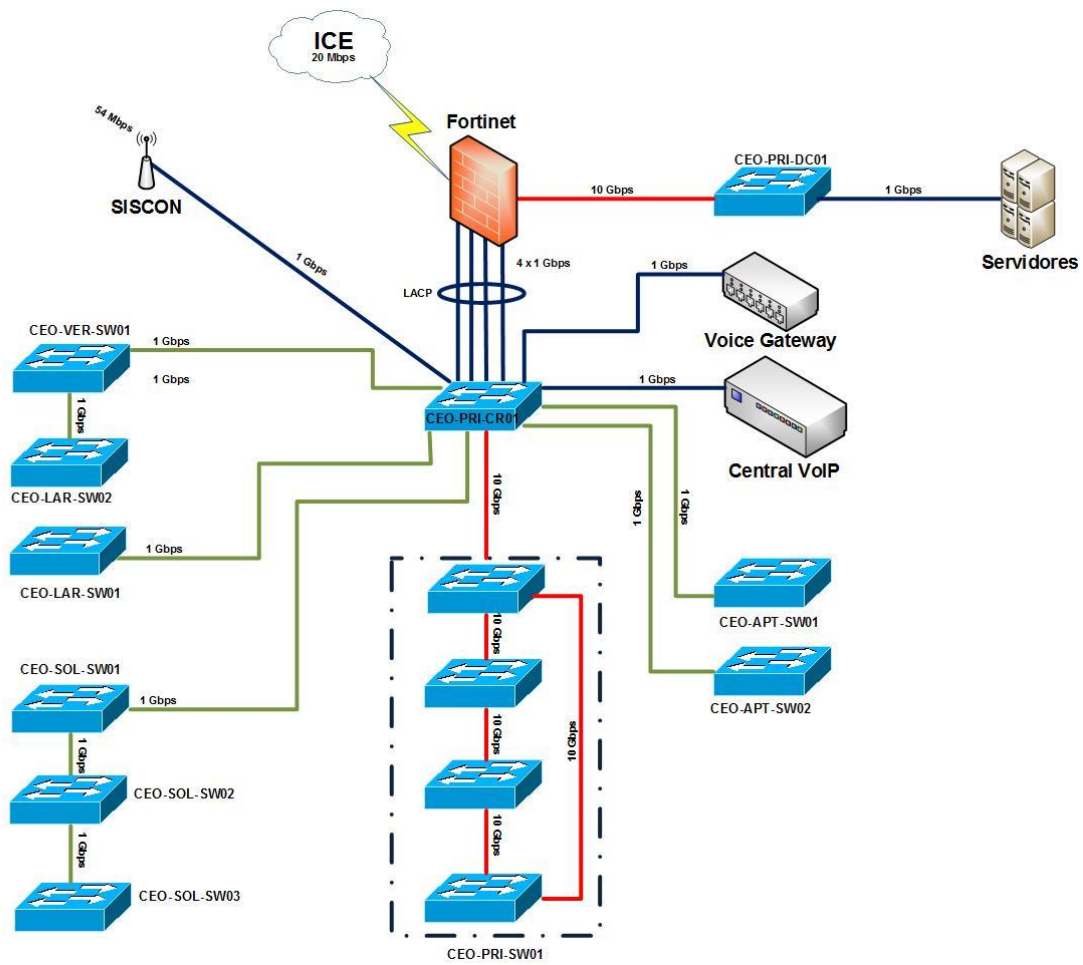 ICE
20 Mbps
54 Mbps
Fortinet
CEO-PRI-DC01
SISCON
10 Gbps
1 Gbps
Servidores
1 Gbps
4 x 1 Gbps
LACP
1 Gbps
Voice Gateway
CEO-VER-SW01
1 Gbps
1 Gbps
1 Gbps
CEO-LAR-SW02
CEO-PRI-CR01
1 Gbps
Central VoIP
10 Gbps
1 Gbps
1 Gbps
1 Gbps
CEO-LAR-SW01
CEO-APT-SW01
10 Gbps
CEO-SOL-SW01
1 Gbps
CEO-APT-SW02
10 Gbps
10 Gbps
1 Gbps
CEO-SOL-SW02
10 Gbps
1 Gbps
CEO-SOL-SW03
CEO-PRI-SW01